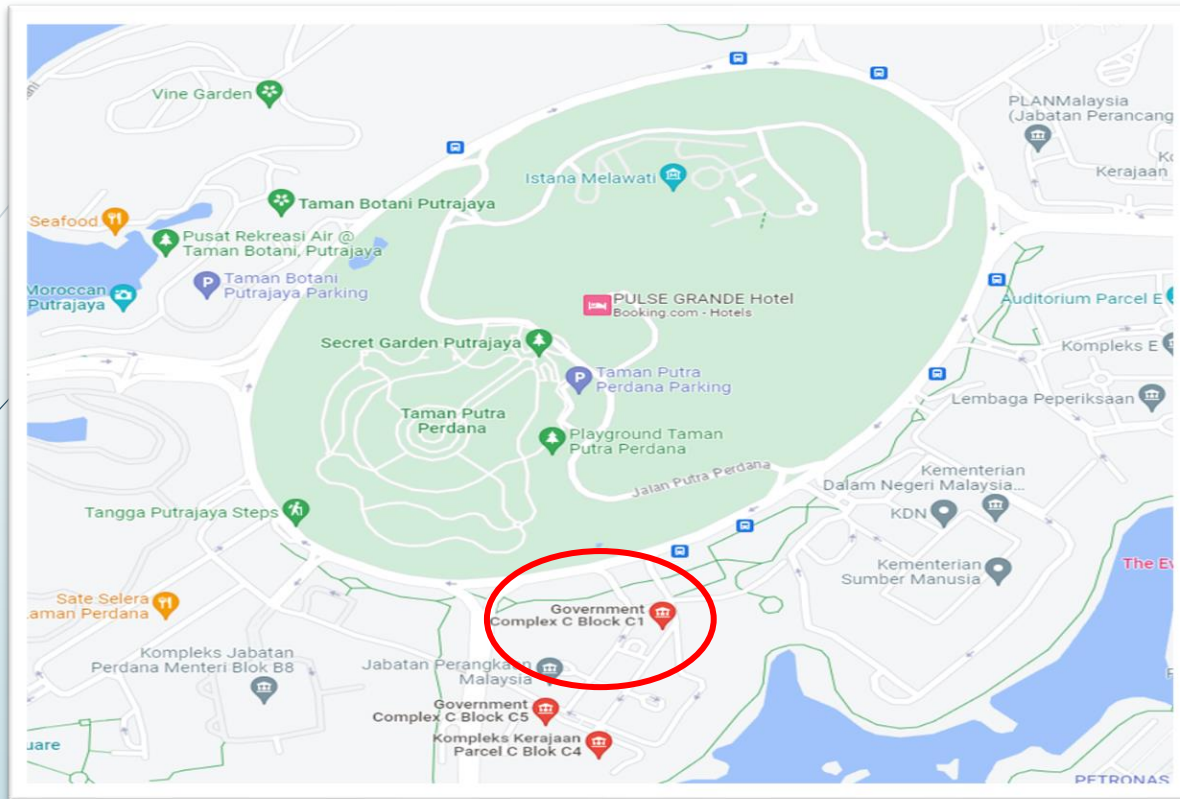 Vine Garden
PLANMalaysia
(Jabatan Perancang
Kerajaan
Istana Melawati
Taman Botani Putrajaya
Seafood
Pusat Rekreasi Air @
Taman Botani, Putrajaya
Taman Botani
Putrajaya Parking
Moroccan
Putrajaya
PULSE GRANDE Hotel
Booking.com - Hotels
Auditorium Parcel E
Secret Garden Putrajaya
Kompleks E
Taman Putra
Perdana Parking
Lembaga Peperiksaan
Taman Putra
Perdana
Playground Taman
Putra Perdana
Jalan Putra Perdana
Kementerian
Dalam Negeri Malaysia...
KDN
Tangga Putrajaya Steps
Kementerian
Sumber Manusia
The Ev
Sate Selera
aman Perdana
Government
Complex C Block C1
Kompleks Jabatan
Perdana Menteri Blok B8
Jabatan Perangkaan
Malaysia
Government
Complex C Block C5
Kompleks Kerajaan
Parcel C Blok C4
uare
PETRONAS